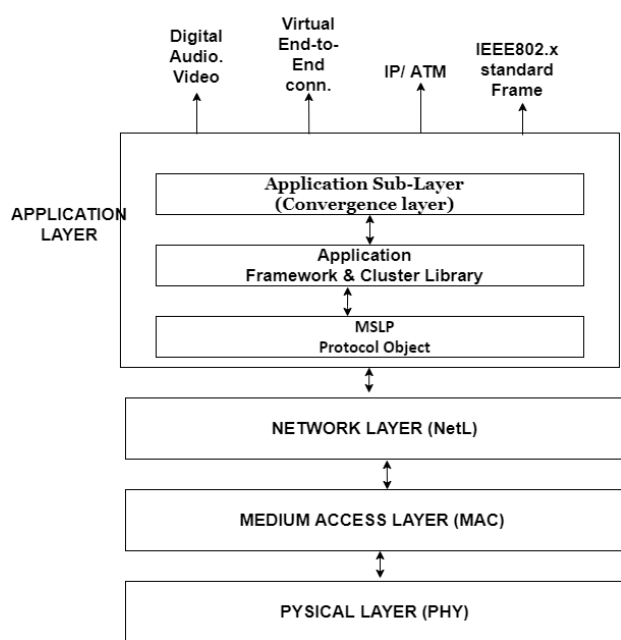 Digital
Audio.
Video
Virtual
End-to-
End
conn.
IP/ ATM
IEEE802.x
standard
Frame
APPLICATION
LAYER
Application Sub-Layer
(Convergence layer)
Application
Framework & Cluster Library
MSLP
Protocol Object
NETWORK LAYER (NetL)
MEDIUM ACCESS LAYER (MAC)
PYSICAL LAYER (PHY)